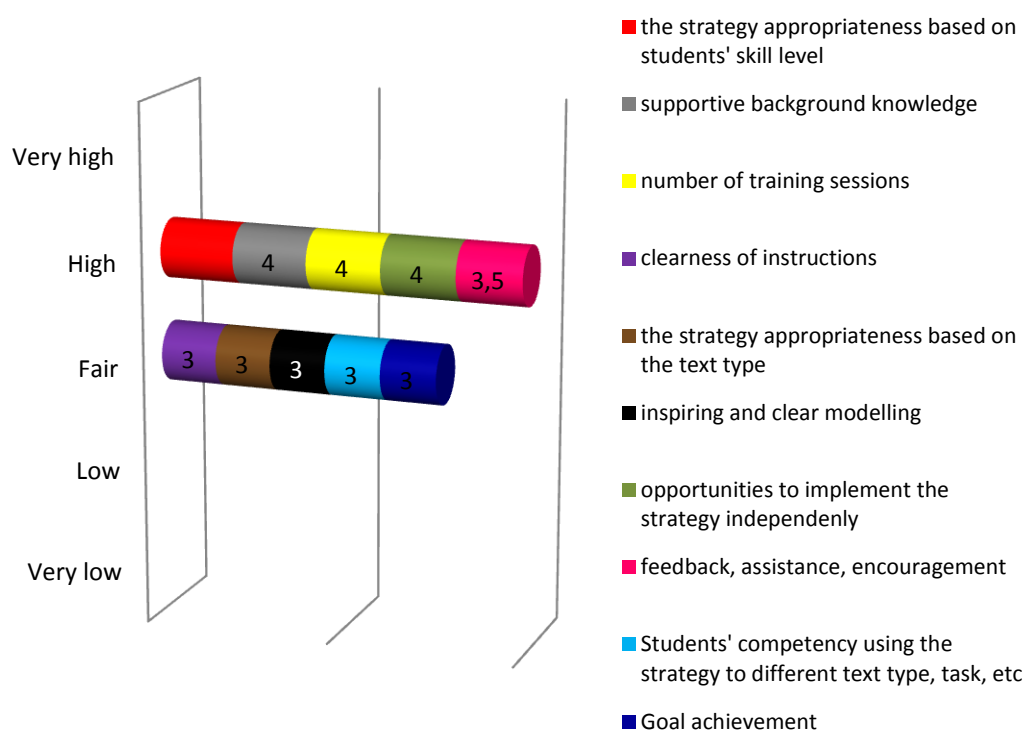 Very high
High
Fair
Low
Very low
4
4
4
3,5
3
3
3
3
3
the strategy appropriateness based on
students' skill level
supportive background knowledge
number of training sessions
clearness of instructions
the strategy appropriateness based on
the text type
inspiring and clear modelling
opportunities to implement the
strategy independenly
feedback, assistance, encouragement
Students' competency using the
strategy to different text type, task, etc
Goal achievement